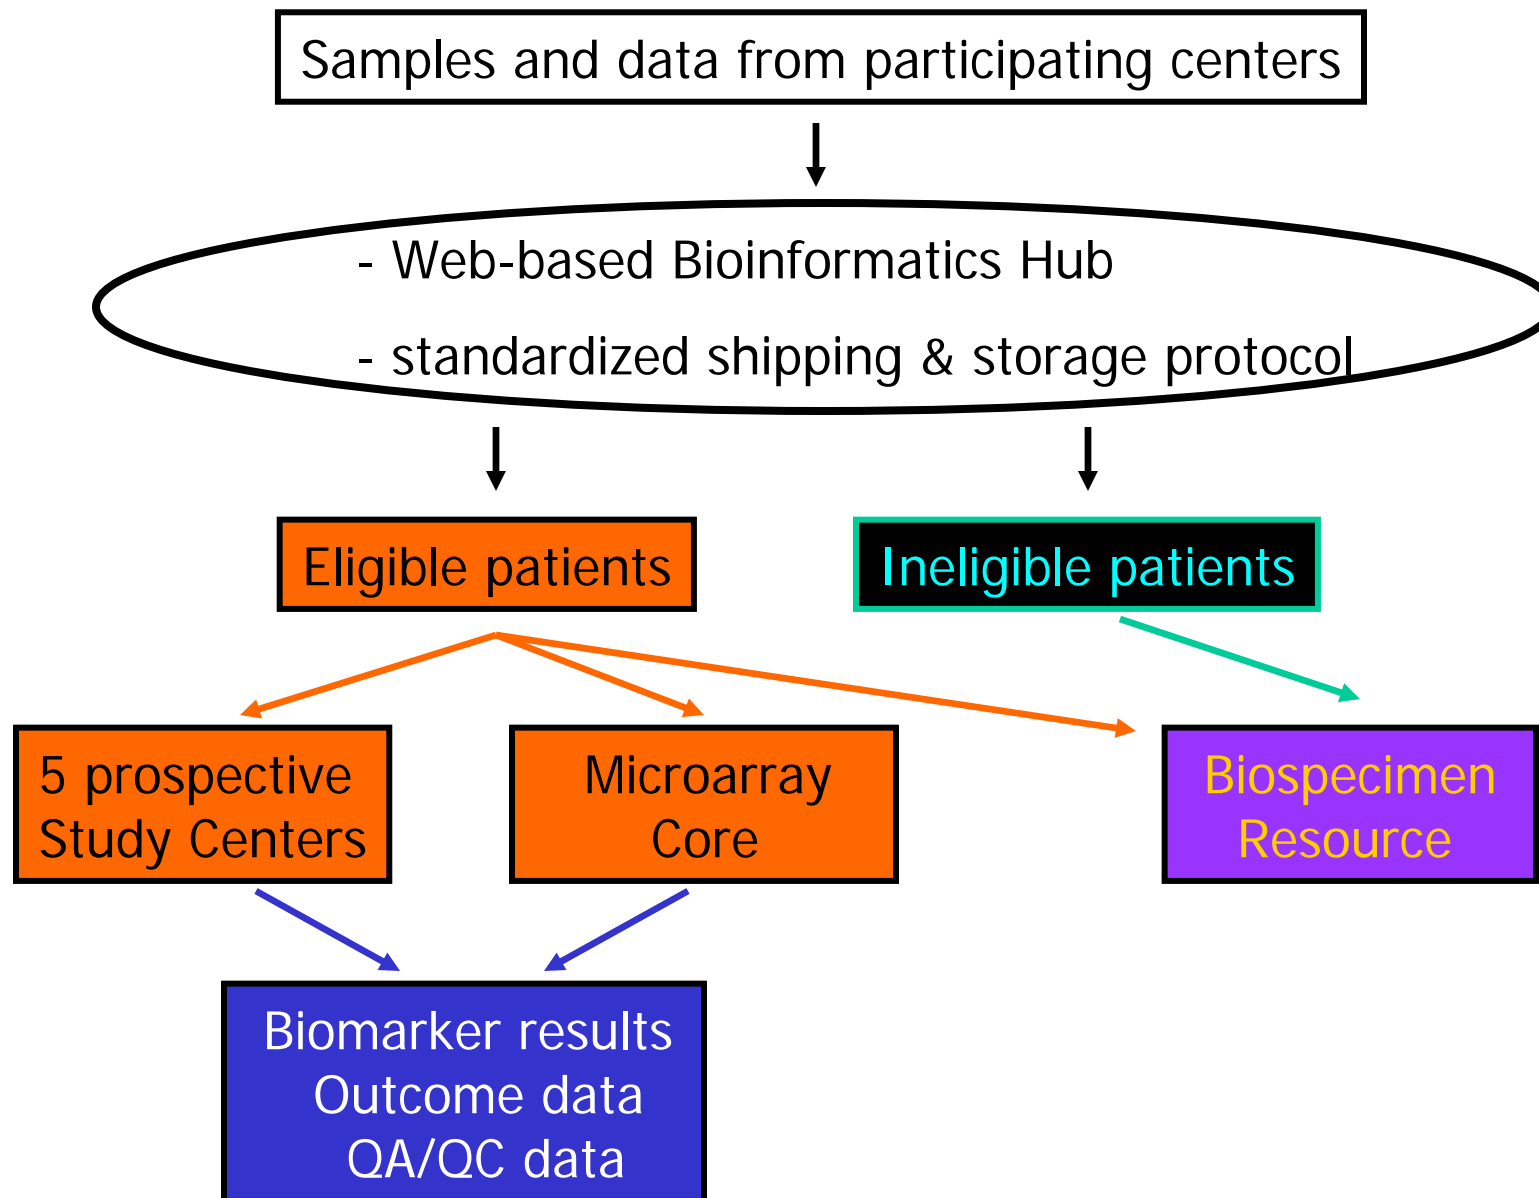 Samples and data from participating centers
- Web-based Bioinformatics Hub
- standardized shipping & storage protocol
Eligible patients
Ineligible patients
5 prospective
Study Centers
Microarray
Core
Biospecimen
Resource
Biomarker results
Outcome data
QA/QC data